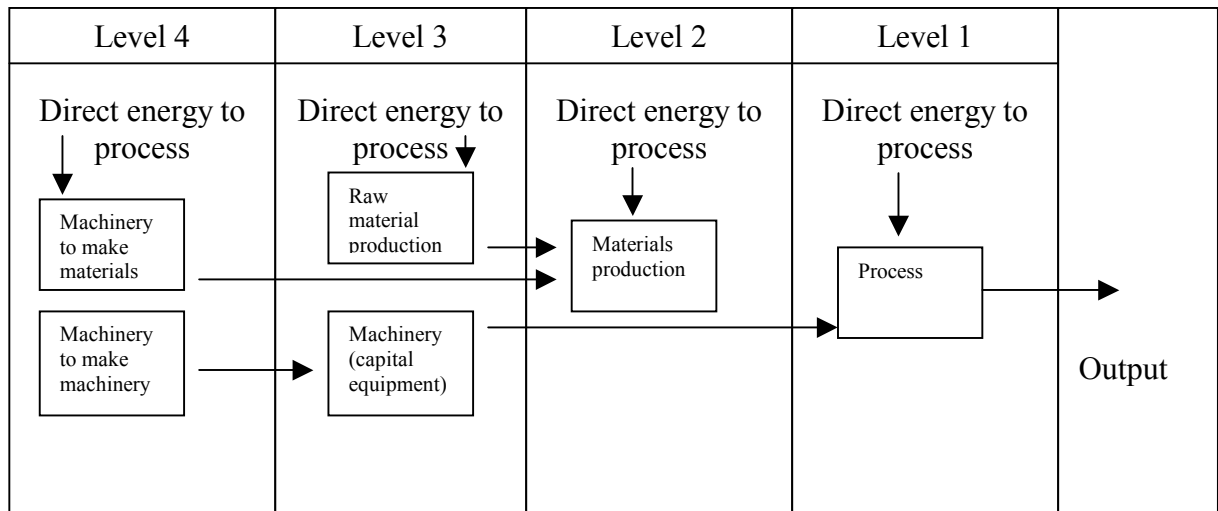 Level 4
Level 3
Level 2
Level 1
Direct energy to
process
Direct energy to
process
Direct energy to
process
Direct energy to
process
Machinery
to make
materials
Raw
material
production
Materials
production
Process
Machinery
to make
machinery
Machinery
(capital
equipment)
Output